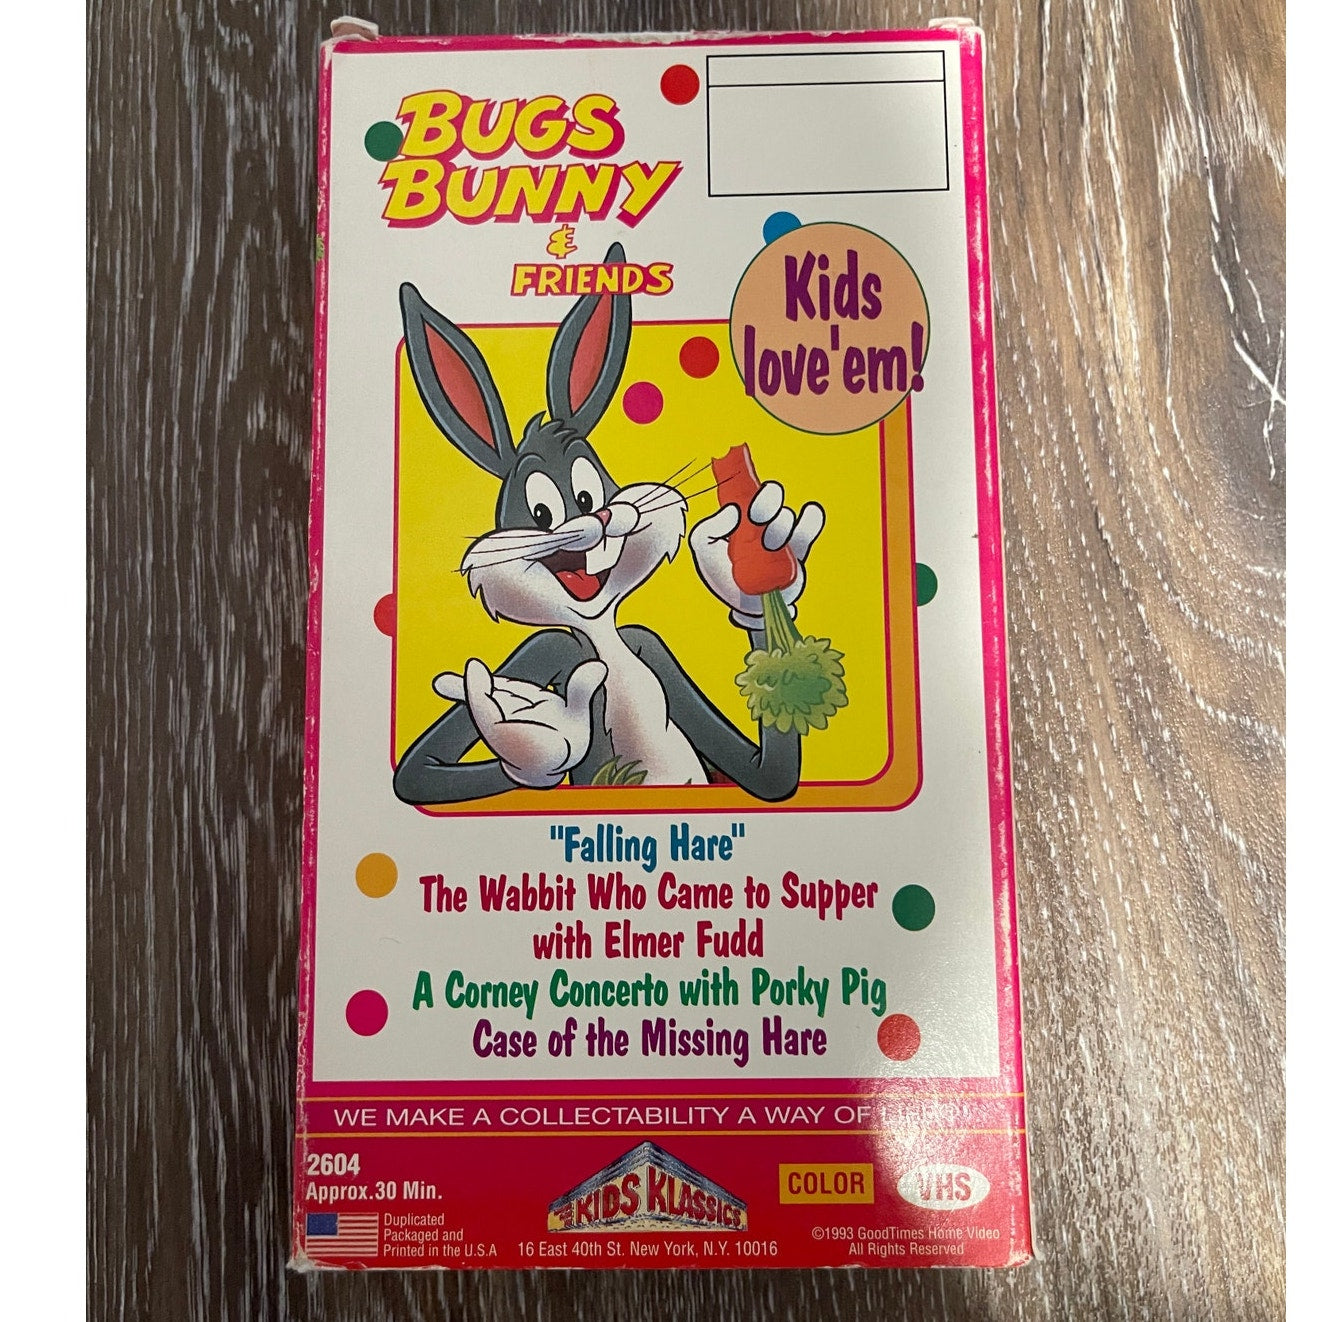 BUGS
BUNNY
&
FRIENDS
Kids
love'em!
"Falling Hare"
The Wabbit Who Came to Supper
with Elmer Fudd
A Corney Concerto with Porky Pig
Case of the Missing Hare
WE MAKE A COLLECTABILITY A WAY OF
2604
Approx.30 Min.
Duplicated
Packaged and
Printed in the U.S.A
KIDS KLASSICS
16 East 40th St. New York, N.Y. 10016
COLOR
VHS
©1993 GoodTimes Home Video
All Rights Reserved